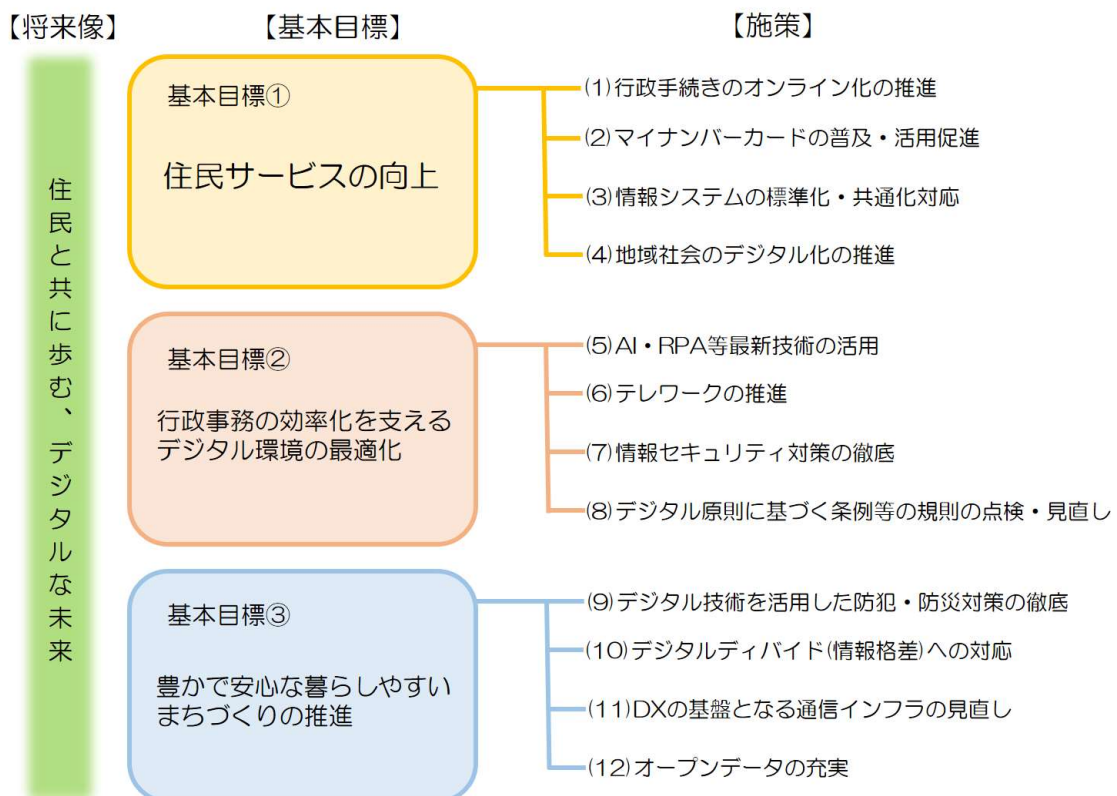 【将来像】
【基本目標】
【施策】
住民と共に歩む、デジタルな未来
基本目標①
住民サービスの向上
(1)行政手続きのオンライン化の推進
(2)マイナンバーカードの普及・活用促進
(3)情報システムの標準化・共通化対応
(4)地域社会のデジタル化の推進
基本目標②
行政事務の効率化を支える
デジタル環境の最適化
(5)AI・RPA等最新技術の活用
(6)テレワークの推進
(7)情報セキュリティ対策の徹底
(8)デジタル原則に基づく条例等の規則の点検・見直し
基本目標③
豊かで安心な暮らしやすい
まちづくりの推進
(9)デジタル技術を活用した防犯・防災対策の徹底
(10)デジタルディバイド(情報格差)への対応
(11)DXの基盤となる通信インフラの見直し
(12)オープンデータの充実